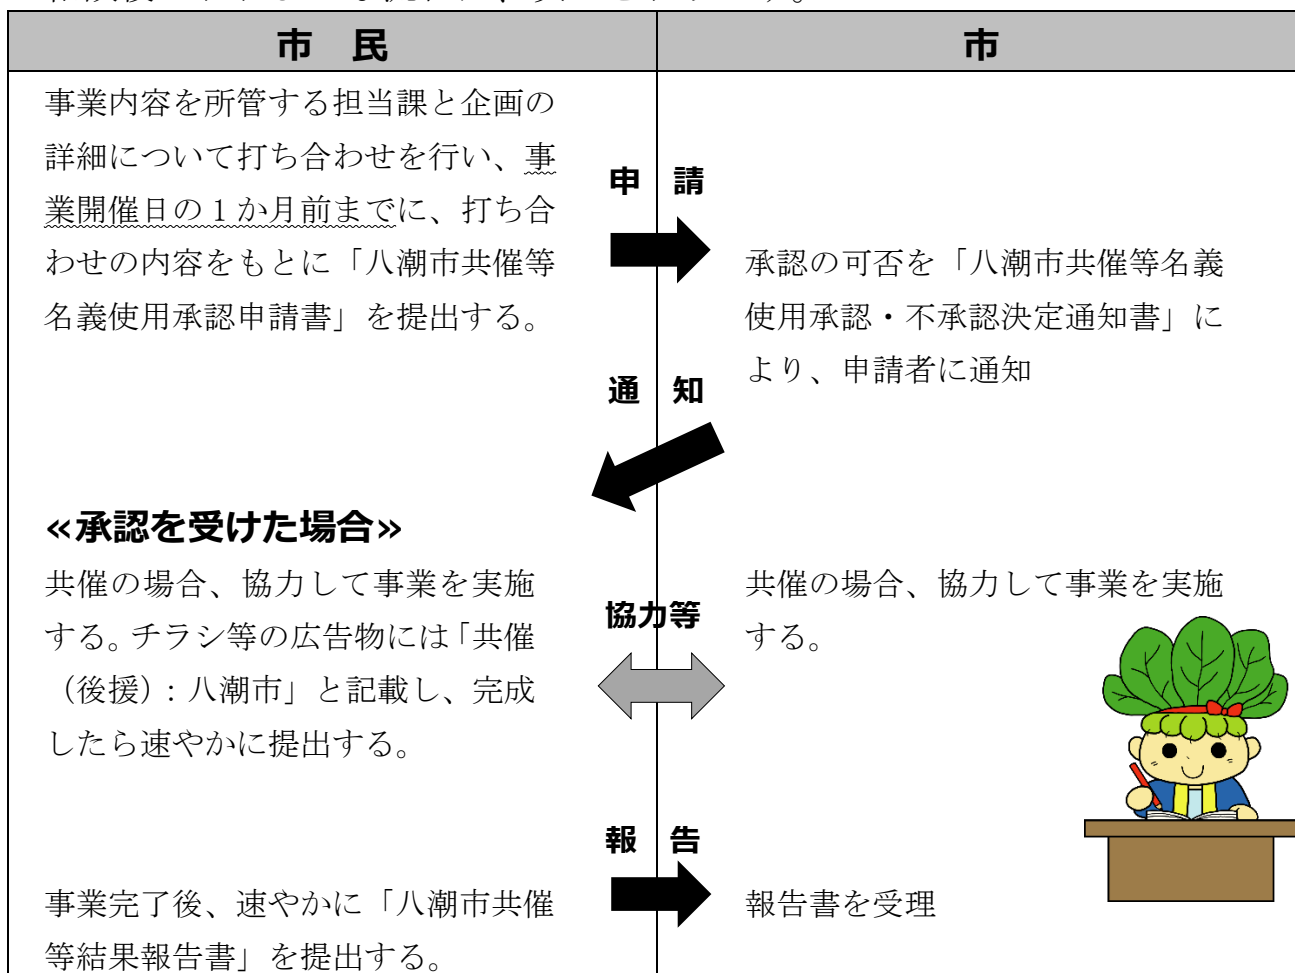 市　民
市
事業内容を所管する担当課と企画の
詳細について打ち合わせを行い、事
業開催日の１か月前までに、打ち合
わせの内容をもとに「八潮市共催等
名義使用承認申請書」を提出する。
申　請
承認の可否を「八潮市共催等名義
使用承認・不承認決定通知書」に
より、申請者に通知
通　知
≪承認を受けた場合≫
共催の場合、協力して事業を実施
する。チラシ等の広告物には「共催
（後援）：八潮市」と記載し、完成
したら速やかに提出する。
協力等
共催の場合、協力して事業を実施
する。
報　告
事業完了後、速やかに「八潮市共催
等結果報告書」を提出する。
報告書を受理